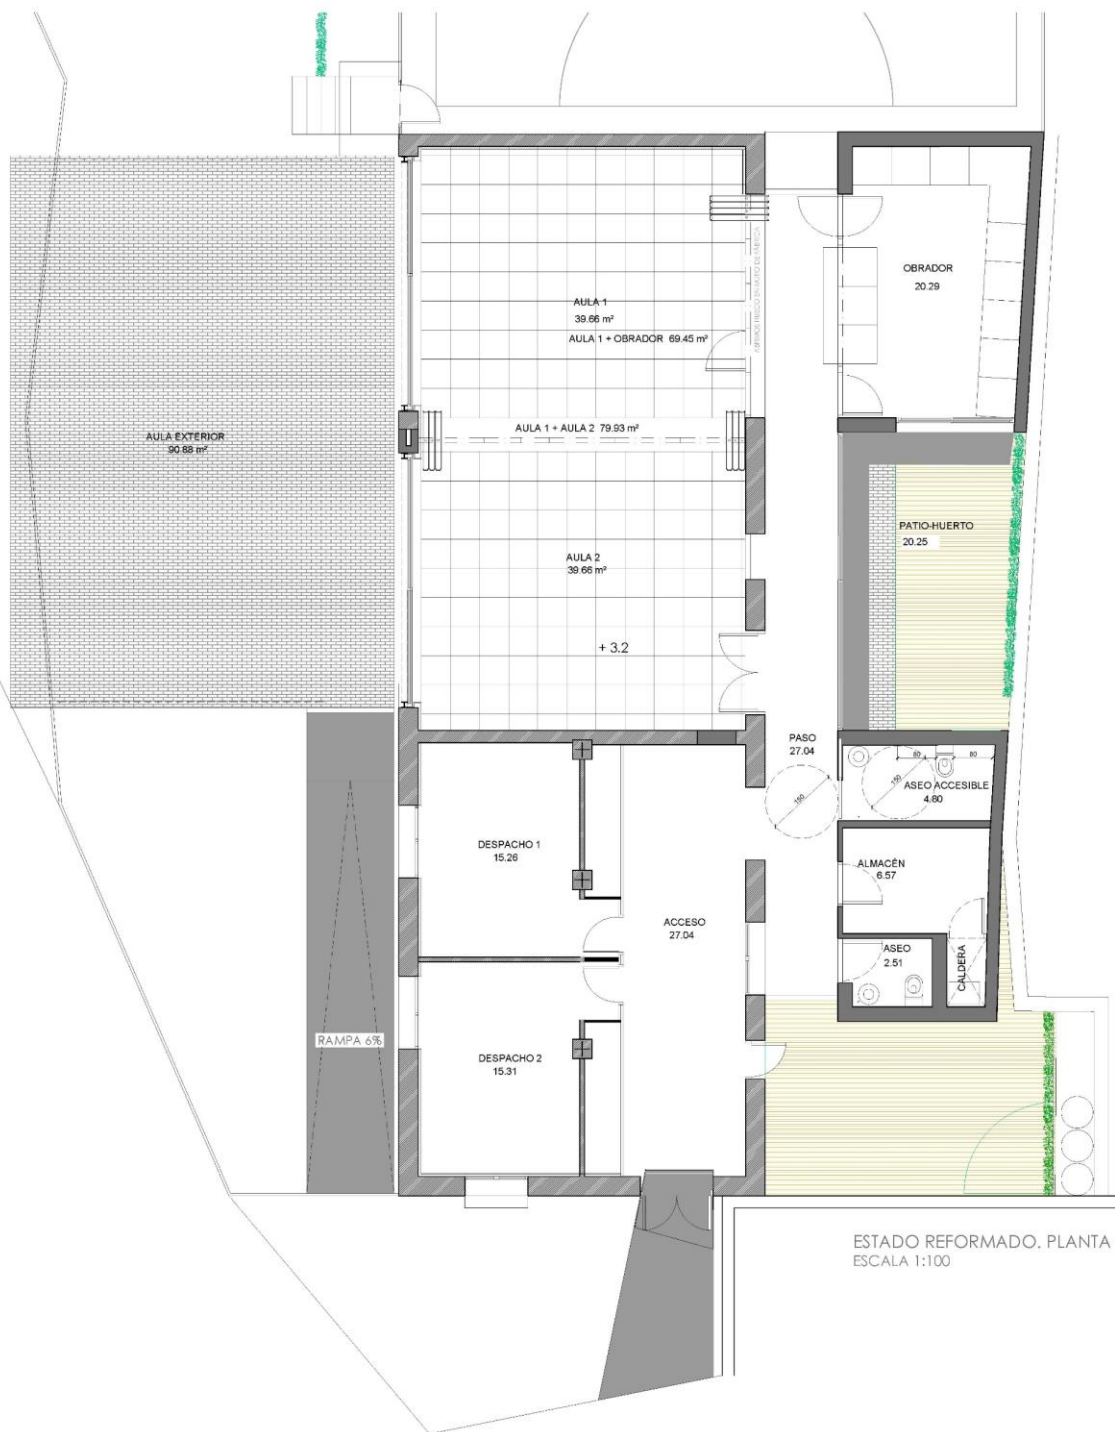 OBRADOR
20.29
AULA 1
39.66 m²
AULA 1 + OBRADOR 69.45 m²
AULA 1 + AULA 2 79.93 m²
AULA EXTERIOR
90.88 m²
PATIO-HUERTO
20.25
AULA 2
39.66 m²
+ 3.2
PASO
27.04
150
80
80
150
ASEO ACCESIBLE
4.80
DESPACHO 1
15.26
ALMACÉN
6.57
ACCESO
27.04
ASEO
2.51
CALDERA
RAMPA 6%
DESPACHO 2
15.31
ESTADO REFORMADO. PLANTA
ESCALA 1:100